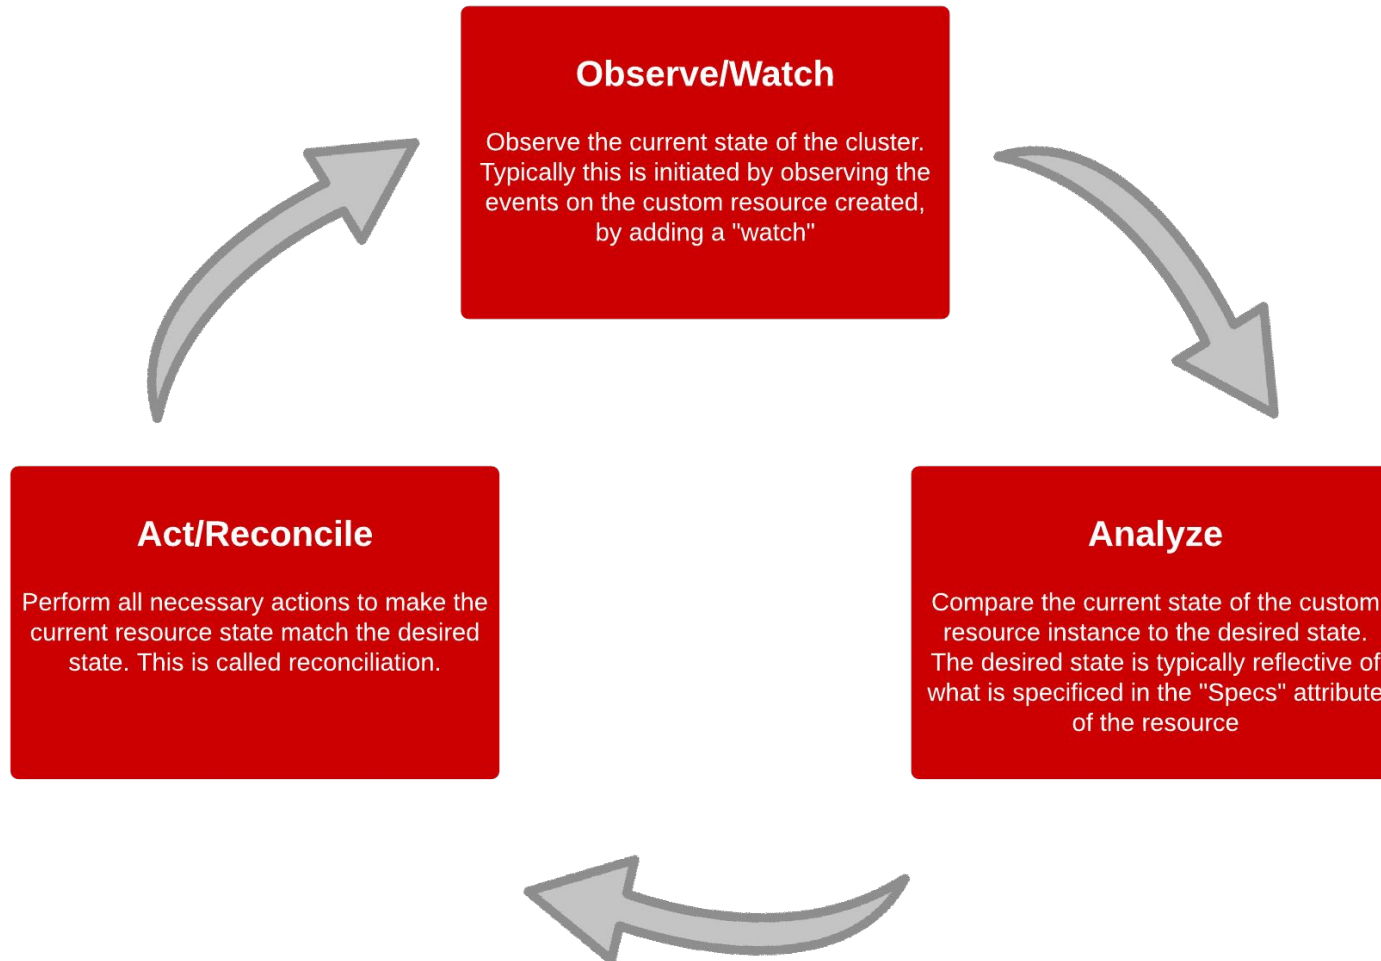 Observe/Watch
Observe the current state of the cluster.
Typically this is initiated by observing the
events on the custom resource created,
by adding a "watch"
Act/Reconcile
Perform all necessary actions to make the
current resource state match the desired
state. This is called reconciliation.
Analyze
Compare the current state of the custom
resource instance to the desired state.
The desired state is typically reflective of
what is specificed in the "Specs" attribute
of the resource